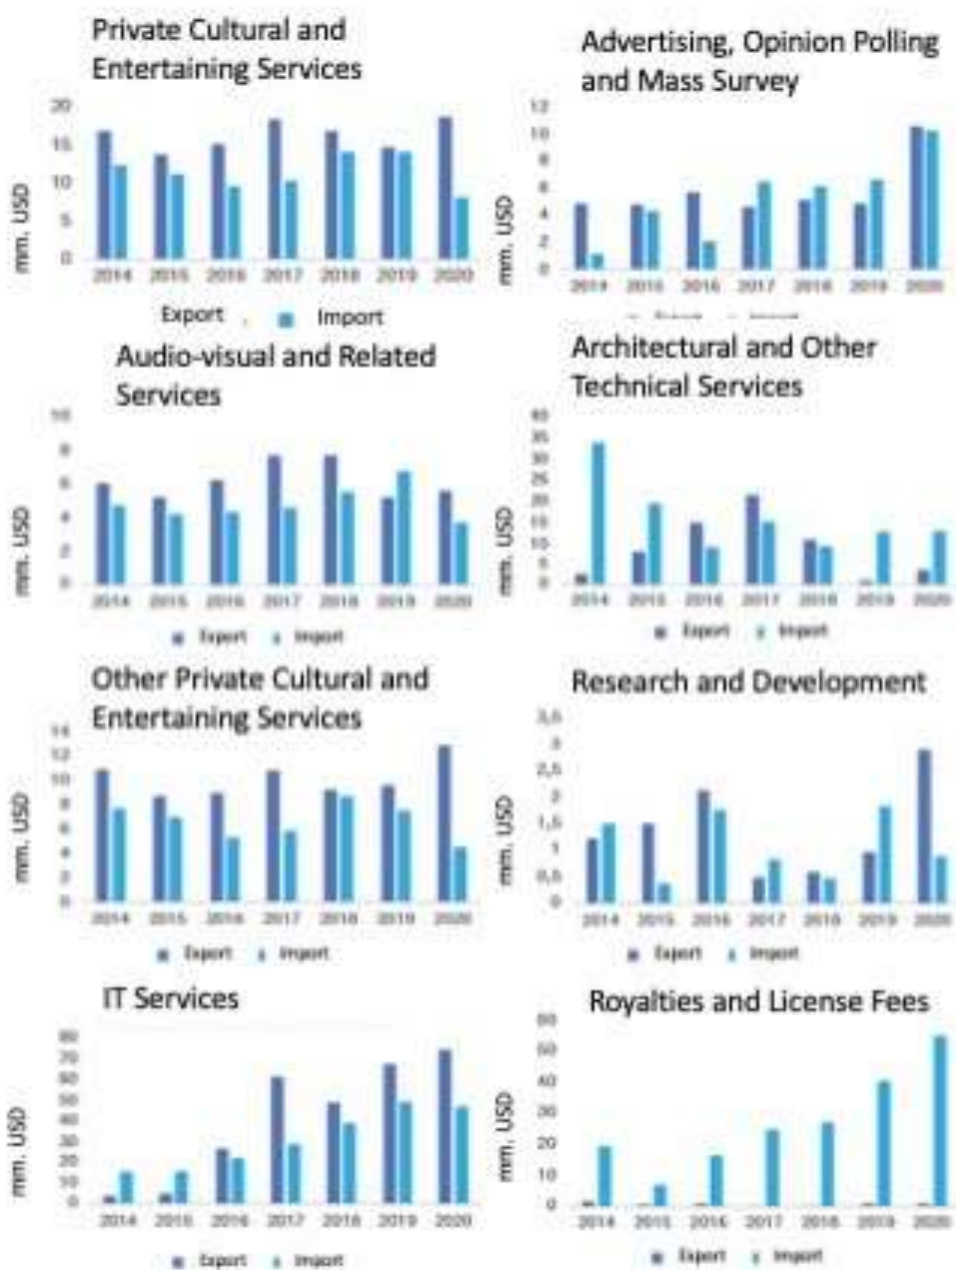 Private Cultural and
Entertaining Services
mm. USD
20
15
10
5
0
2014 2015 2016 2017 2018 2019 2020
Export Import
Advertising, Opinion Polling
and Mass Survey
mm. USD
12
10
8
6
4
2
0
2014 2015 2016 2017 2018 2019 2020
Audio-visual and Related
Services
mm. USD
10
8
6
4
2
0
2014 2015 2016 2017 2018 2019 2020
Export Import
Architectural and Other
Technical Services
mm. USD
40
35
30
25
20
15
10
5
0
2014 2015 2016 2017 2018 2019 2020
Export Import
Other Private Cultural and
Entertaining Services
mm. USD
14
12
10
8
6
4
2
0
2014 2015 2016 2017 2018 2019 2020
Export Import
Research and Development
mm. USD
3,5
3
2,5
2
1,5
1
0,5
0
2014 2015 2016 2017 2018 2019 2020
Export Import
IT Services
mm. USD
80
70
60
50
40
30
20
10
0
2014 2015 2016 2017 2018 2019 2020
Export Import
Royalties and License Fees
mm. USD
60
50
40
30
20
10
0
2014 2015 2016 2017 2018 2019 2020
Export Import